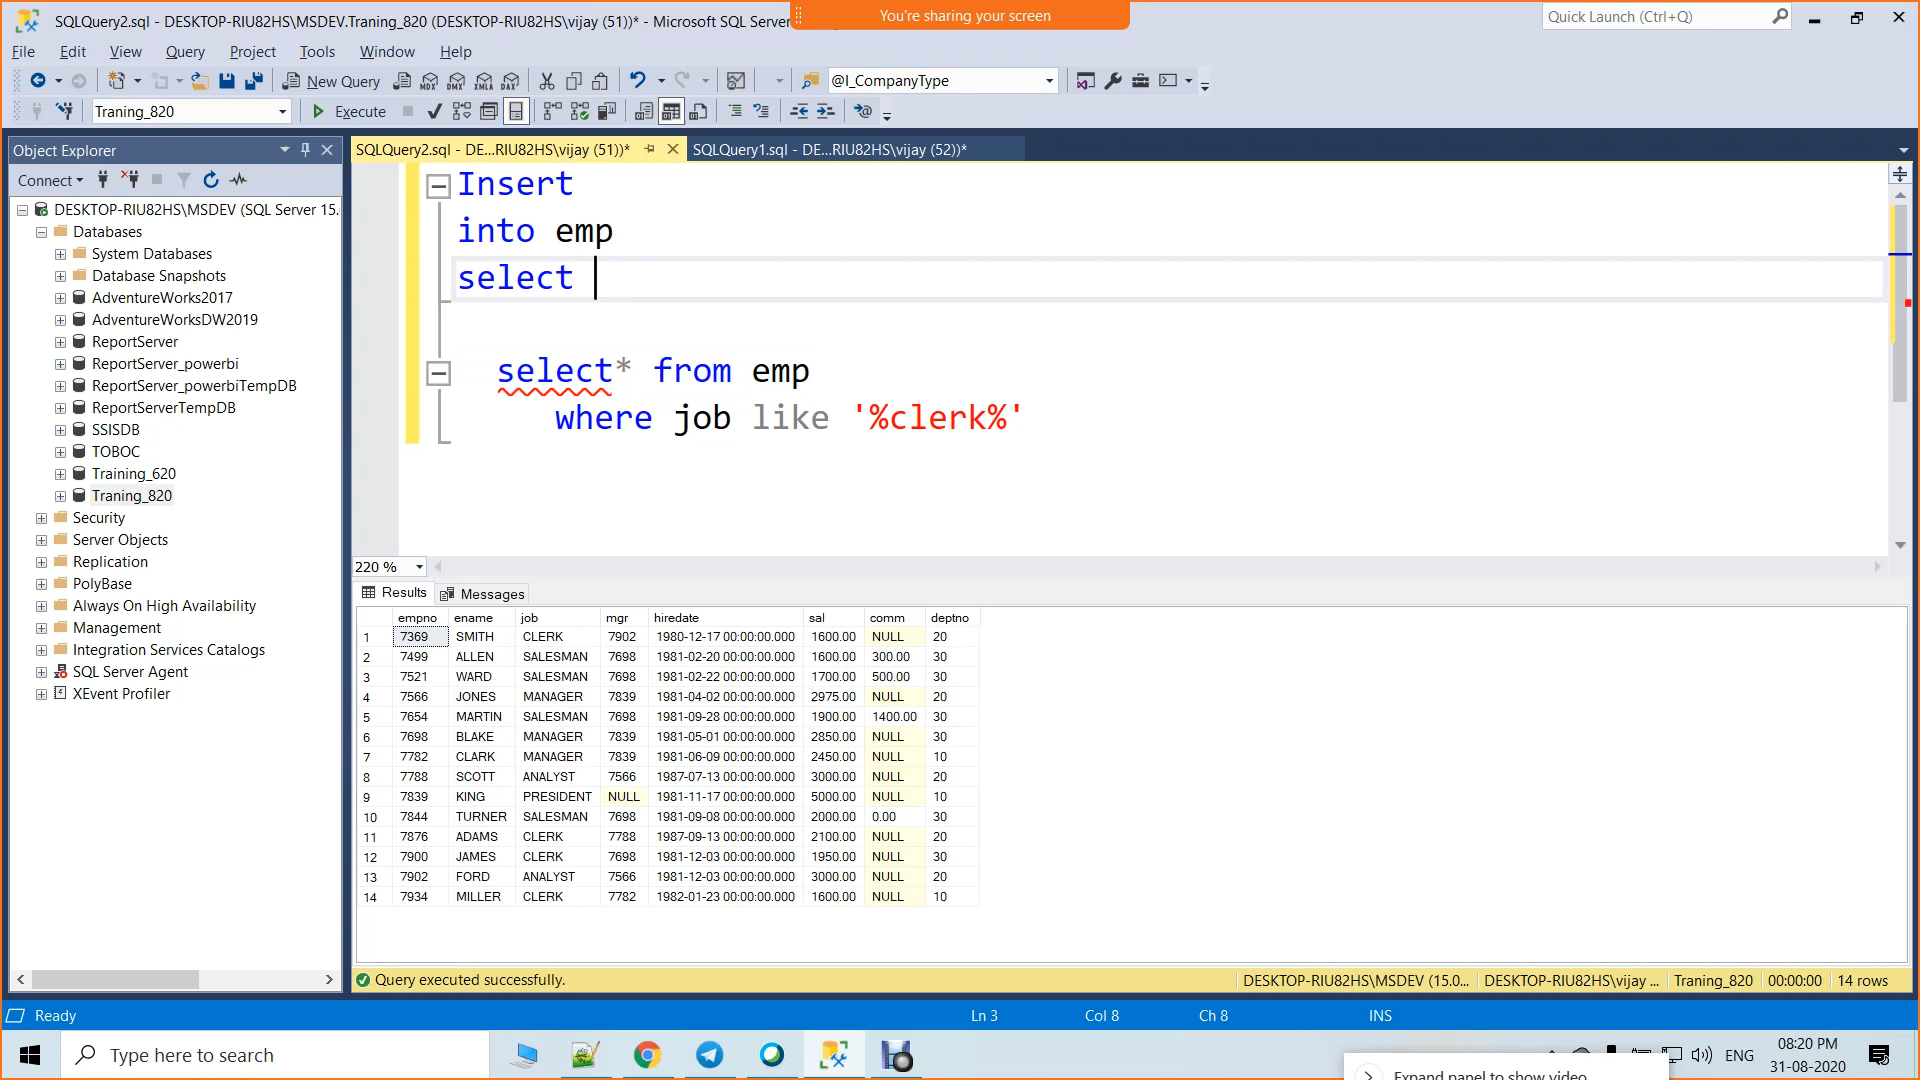 SQLQuery2.sql - DESKTOP-RIU82HS\MSDEV.Traning_820 (DESKTOP-RIU82HS\vijay (51))* - Microsoft SQL Server
You're sharing your screen
Quick Launch (Ctrl+Q)
File Edit View Query Project Tools Window Help
New Query
MDX DMX XMLA DAX
@I_CompanyType
Traning_820
Execute
Object Explorer
SQLQuery2.sql - DE...RIU82HS\vijay (51))*
SQLQuery1.sql - DE...RIU82HS\vijay (52))*
Connect
DESKTOP-RIU82HS\MSDEV (SQL Server 15.
Databases
System Databases
Database Snapshots
AdventureWorks2017
AdventureWorksDW2019
ReportServer
ReportServer_powerbi
ReportServer_powerbiTempDB
ReportServerTempDB
SSISDB
TOBOC
Training_620
Traning_820
Security
Server Objects
Replication
PolyBase
Always On High Availability
Management
Integration Services Catalogs
SQL Server Agent
XEvent Profiler
Insert
into emp
select
select* from emp
where job like '%clerk%'
220 %
Results Messages
empno ename job mgr hiredate sal comm deptno
1 7369 SMITH CLERK 7902 1980-12-17 00:00:00.000 1600.00 NULL 20
2 7499 ALLEN SALESMAN 7698 1981-02-20 00:00:00.000 1600.00 300.00 30
3 7521 WARD SALESMAN 7698 1981-02-22 00:00:00.000 1700.00 500.00 30
4 7566 JONES MANAGER 7839 1981-04-02 00:00:00.000 2975.00 NULL 20
5 7654 MARTIN SALESMAN 7698 1981-09-28 00:00:00.000 1900.00 1400.00 30
6 7698 BLAKE MANAGER 7839 1981-05-01 00:00:00.000 2850.00 NULL 30
7 7782 CLARK MANAGER 7839 1981-06-09 00:00:00.000 2450.00 NULL 10
8 7788 SCOTT ANALYST 7566 1987-07-13 00:00:00.000 3000.00 NULL 20
9 7839 KING PRESIDENT NULL 1981-11-17 00:00:00.000 5000.00 NULL 10
10 7844 TURNER SALESMAN 7698 1981-09-08 00:00:00.000 2000.00 0.00 30
11 7876 ADAMS CLERK 7788 1987-09-13 00:00:00.000 2100.00 NULL 20
12 7900 JAMES CLERK 7698 1981-12-03 00:00:00.000 1950.00 NULL 30
13 7902 FORD ANALYST 7566 1981-12-03 00:00:00.000 3000.00 NULL 20
14 7934 MILLER CLERK 7782 1982-01-23 00:00:00.000 1600.00 NULL 10
Query executed successfully.
DESKTOP-RIU82HS\MSDEV (15.0... DESKTOP-RIU82HS\vijay ... Traning_820 00:00:00 14 rows
Ready
Ln 3 Col 8 Ch 8 INS
Type here to search
ENG
08:20 PM
31-08-2020
Expand panel to show video